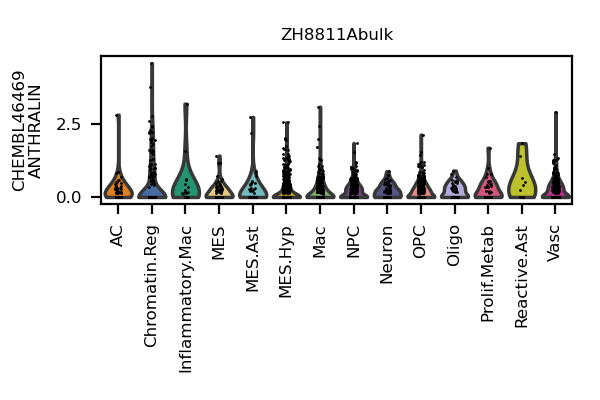 ZH8811Abulk
CHEMBL46469
ANTHRALIN
2.5
0.0
AC
Chromatin.Reg
Inflammatory.Mac
MES
MES.Ast
MES.Hyp
Mac
NPC
Neuron
OPC
Oligo
Prolif.Metab
Reactive.Ast
Vasc